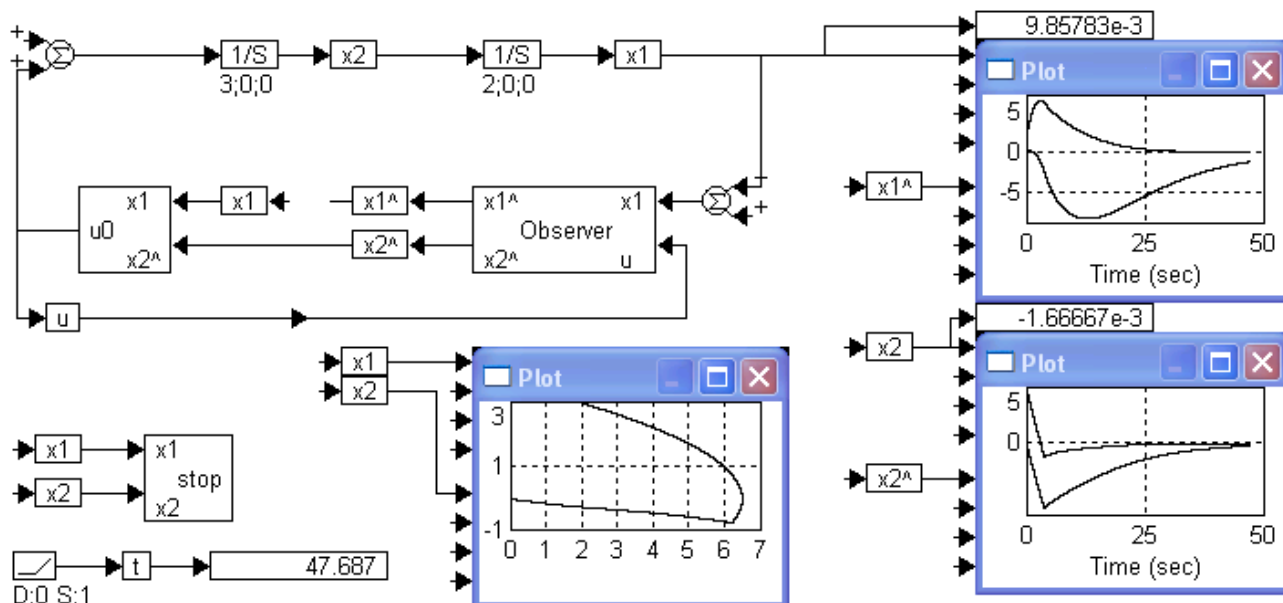 + 9.85783e-3
Σ 1/S x2 1/S x1
+ 3;0;0 2;0;0 Plot
5
0
-5
0 25 50
Time (sec)
x1^
x1 x1 x1^ x1^ x1 Σ +
+
u0 Observer
x2^ x2^ x2^ u
u
-1.66667e-3
x2
Plot
5
0
0 25 50
Time (sec)
x2^
x1
x2
Plot
3
1
-1
0 1 2 3 4 5 6 7
x1 x1
stop
x2 x2
t 47.687
D:0 S:1